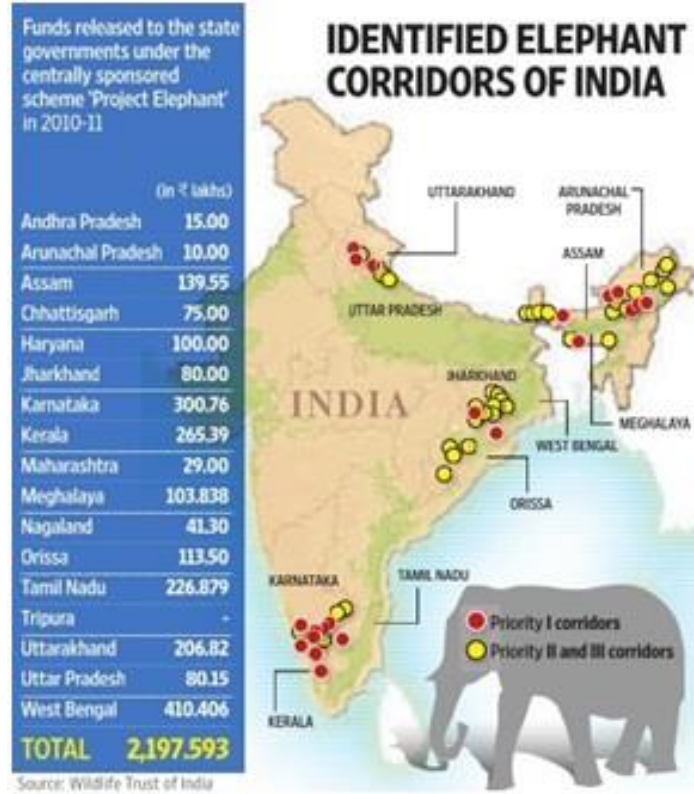 Funds released to the state
governments under the
centrally sponsored
scheme 'Project Elephant'
in 2010-11
(in ₹ lakhs)
Andhra Pradesh 15.00
Arunachal Pradesh 10.00
Assam 139.55
Chhattisgarh 75.00
Haryana 100.00
Jharkhand 80.00
Karnataka 300.76
Kerala 265.39
Maharashtra 29.00
Meghalaya 103.838
Nagaland 41.30
Orissa 113.50
Tamil Nadu 226.879
Tripura -
Uttarakhand 206.82
Uttar Pradesh 80.15
West Bengal 410.406
TOTAL 2,197.593
Source: Wildlife Trust of India
IDENTIFIED ELEPHANT
CORRIDORS OF INDIA
UTTARAKHAND
ARUNACHAL
PRADESH
ASSAM
UTTAR PRADESH
JHARKHAND
INDIA
MEGHALAYA
WEST BENGAL
ORISSA
KARNATAKA
TAMIL NADU
KERALA
Priority I corridors
Priority II and III corridors